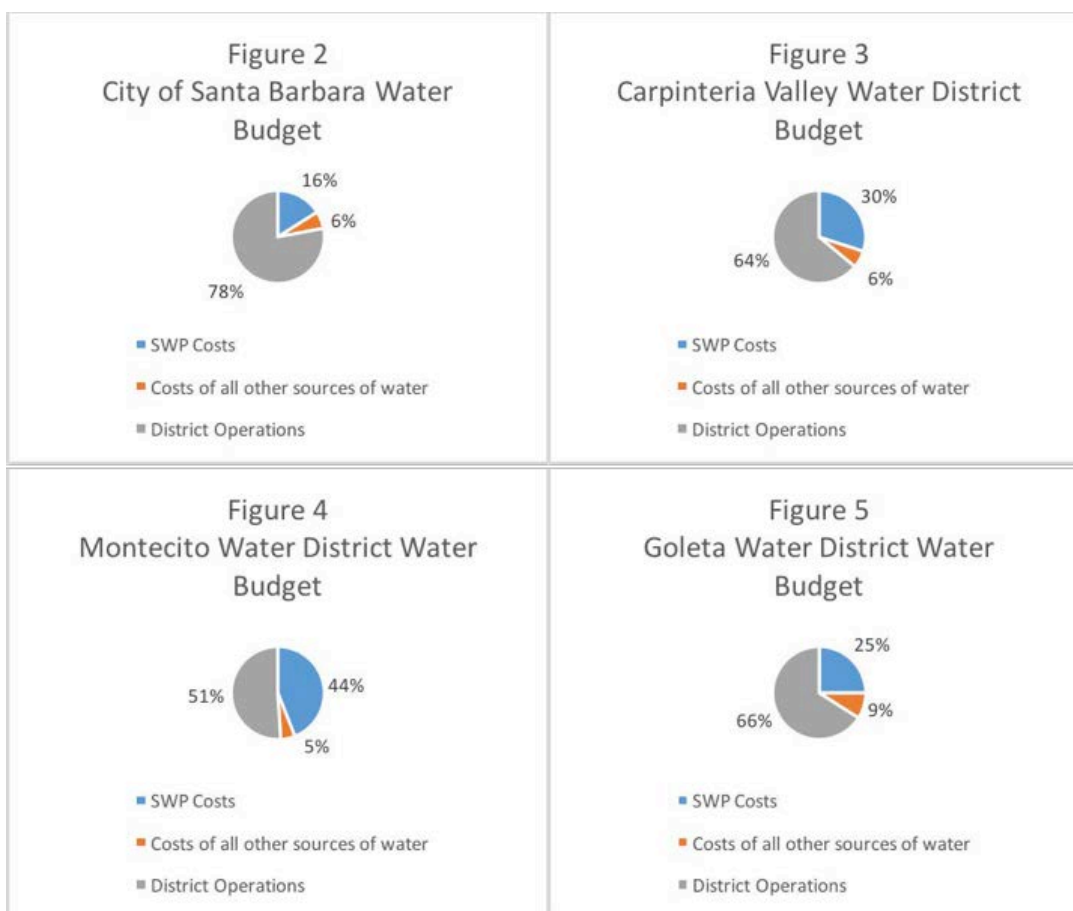 Figure 2
City of Santa Barbara Water
Budget
16%
6%
78%
SWP Costs
Costs of all other sources of water
District Operations
Figure 3
Carpinteria Valley Water District
Budget
30%
64%
6%
SWP Costs
Costs of all other sources of water
District Operations
Figure 4
Montecito Water District Water
Budget
51%
44%
5%
SWP Costs
Costs of all other sources of water
District Operations
Figure 5
Goleta Water District Water
Budget
25%
9%
66%
SWP Costs
Costs of all other sources of water
District Operations